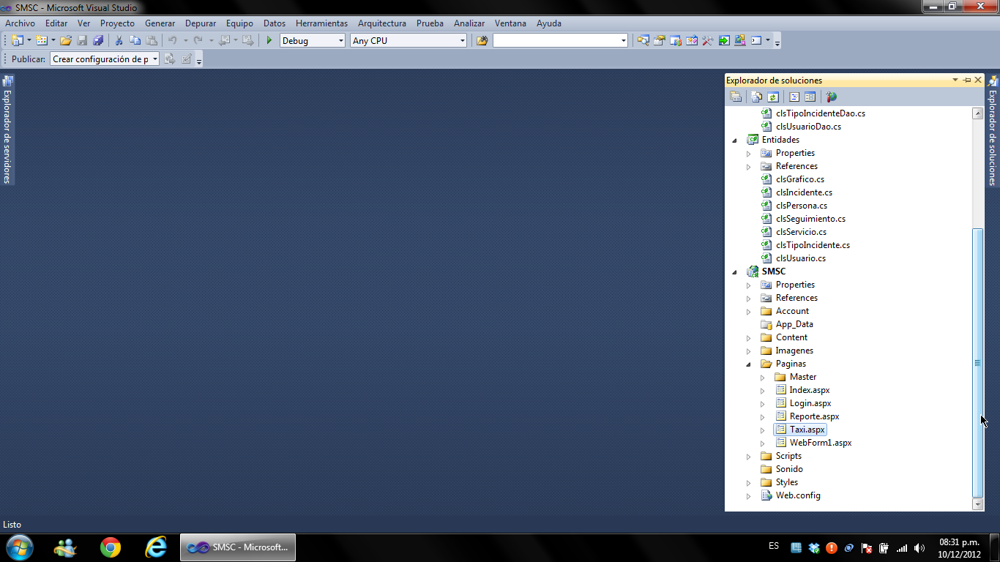 SMSC - Microsoft Visual Studio
Archivo Editar Ver Proyecto Generar Depurar Equipo Datos Herramientas Arquitectura Prueba Analizar Ventana Ayuda
Debug Any CPU
Publicar: Crear configuración de p
Explorador de servidores
Explorador de soluciones
Explorador de soluciones
clsTipoIncidenteDao.cs
clsUsuarioDao.cs
Entidades
Properties
References
clsGrafico.cs
clsIncidente.cs
clsPersona.cs
clsSeguimiento.cs
clsServicio.cs
clsTipoIncidente.cs
clsUsuario.cs
SMSC
Properties
References
Account
App_Data
Content
Imagenes
Paginas
Master
Index.aspx
Login.aspx
Reporte.aspx
Taxi.aspx
WebForm1.aspx
Scripts
Sonido
Styles
Web.config
Listo
SMSC - Microsoft...
ES
08:31 p.m.
10/12/2012